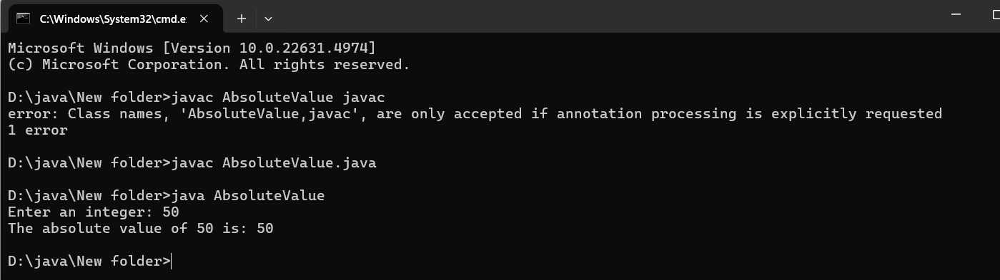 C:\Windows\System32\cmd.e
Microsoft Windows [Version 10.0.22631.4974]
(c) Microsoft Corporation. All rights reserved.
D:\java\New folder>javac AbsoluteValue javac
error: Class names, 'AbsoluteValue,javac', are only accepted if annotation processing is explicitly requested
1 error
D:\java\New folder>javac AbsoluteValue.java
D:\java\New folder>java AbsoluteValue
Enter an integer: 50
The absolute value of 50 is: 50
D:\java\New folder>